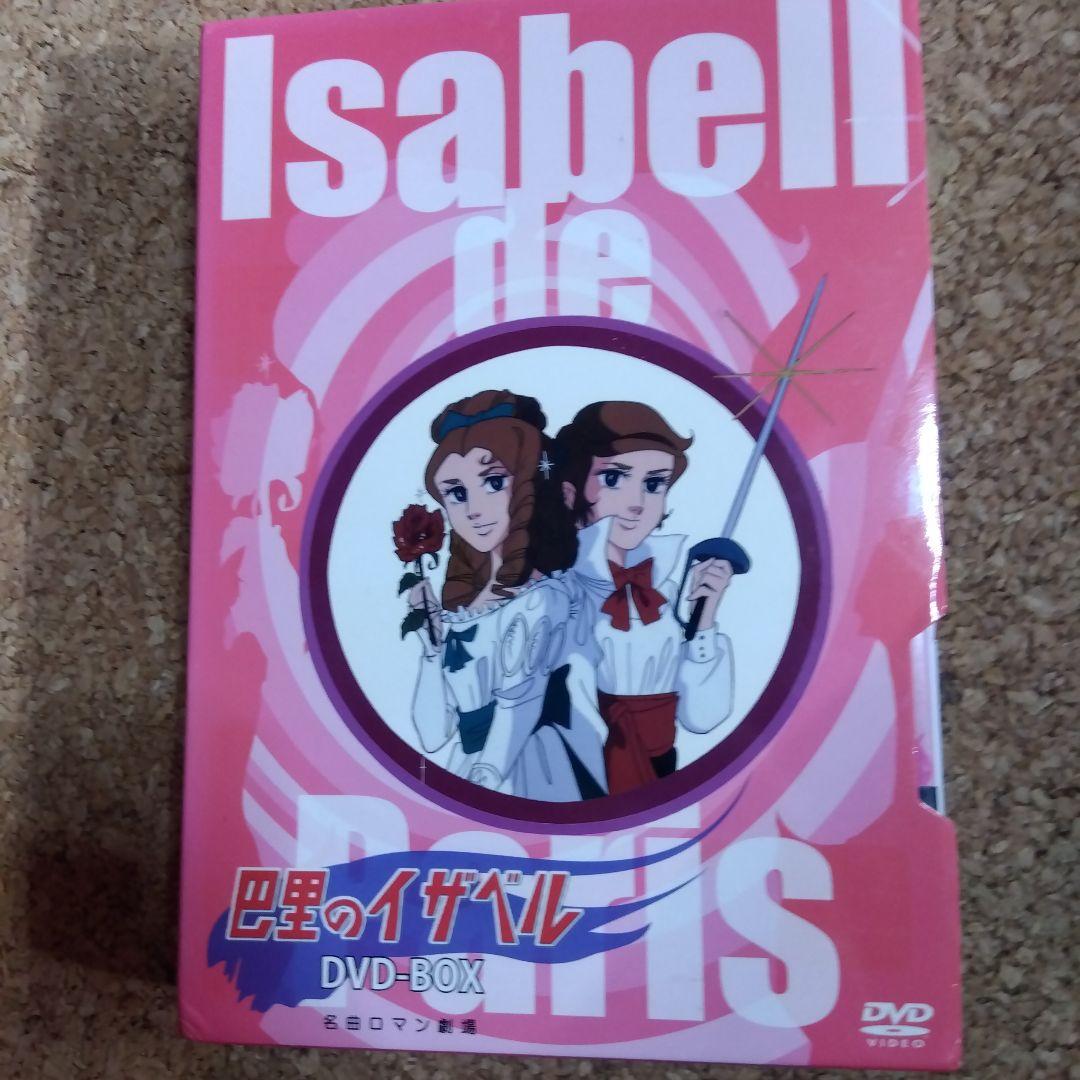 Isabell
de
Paris
巴里のイザベル
DVD-BOX
名曲ロマン劇場
DVD
VIDEO